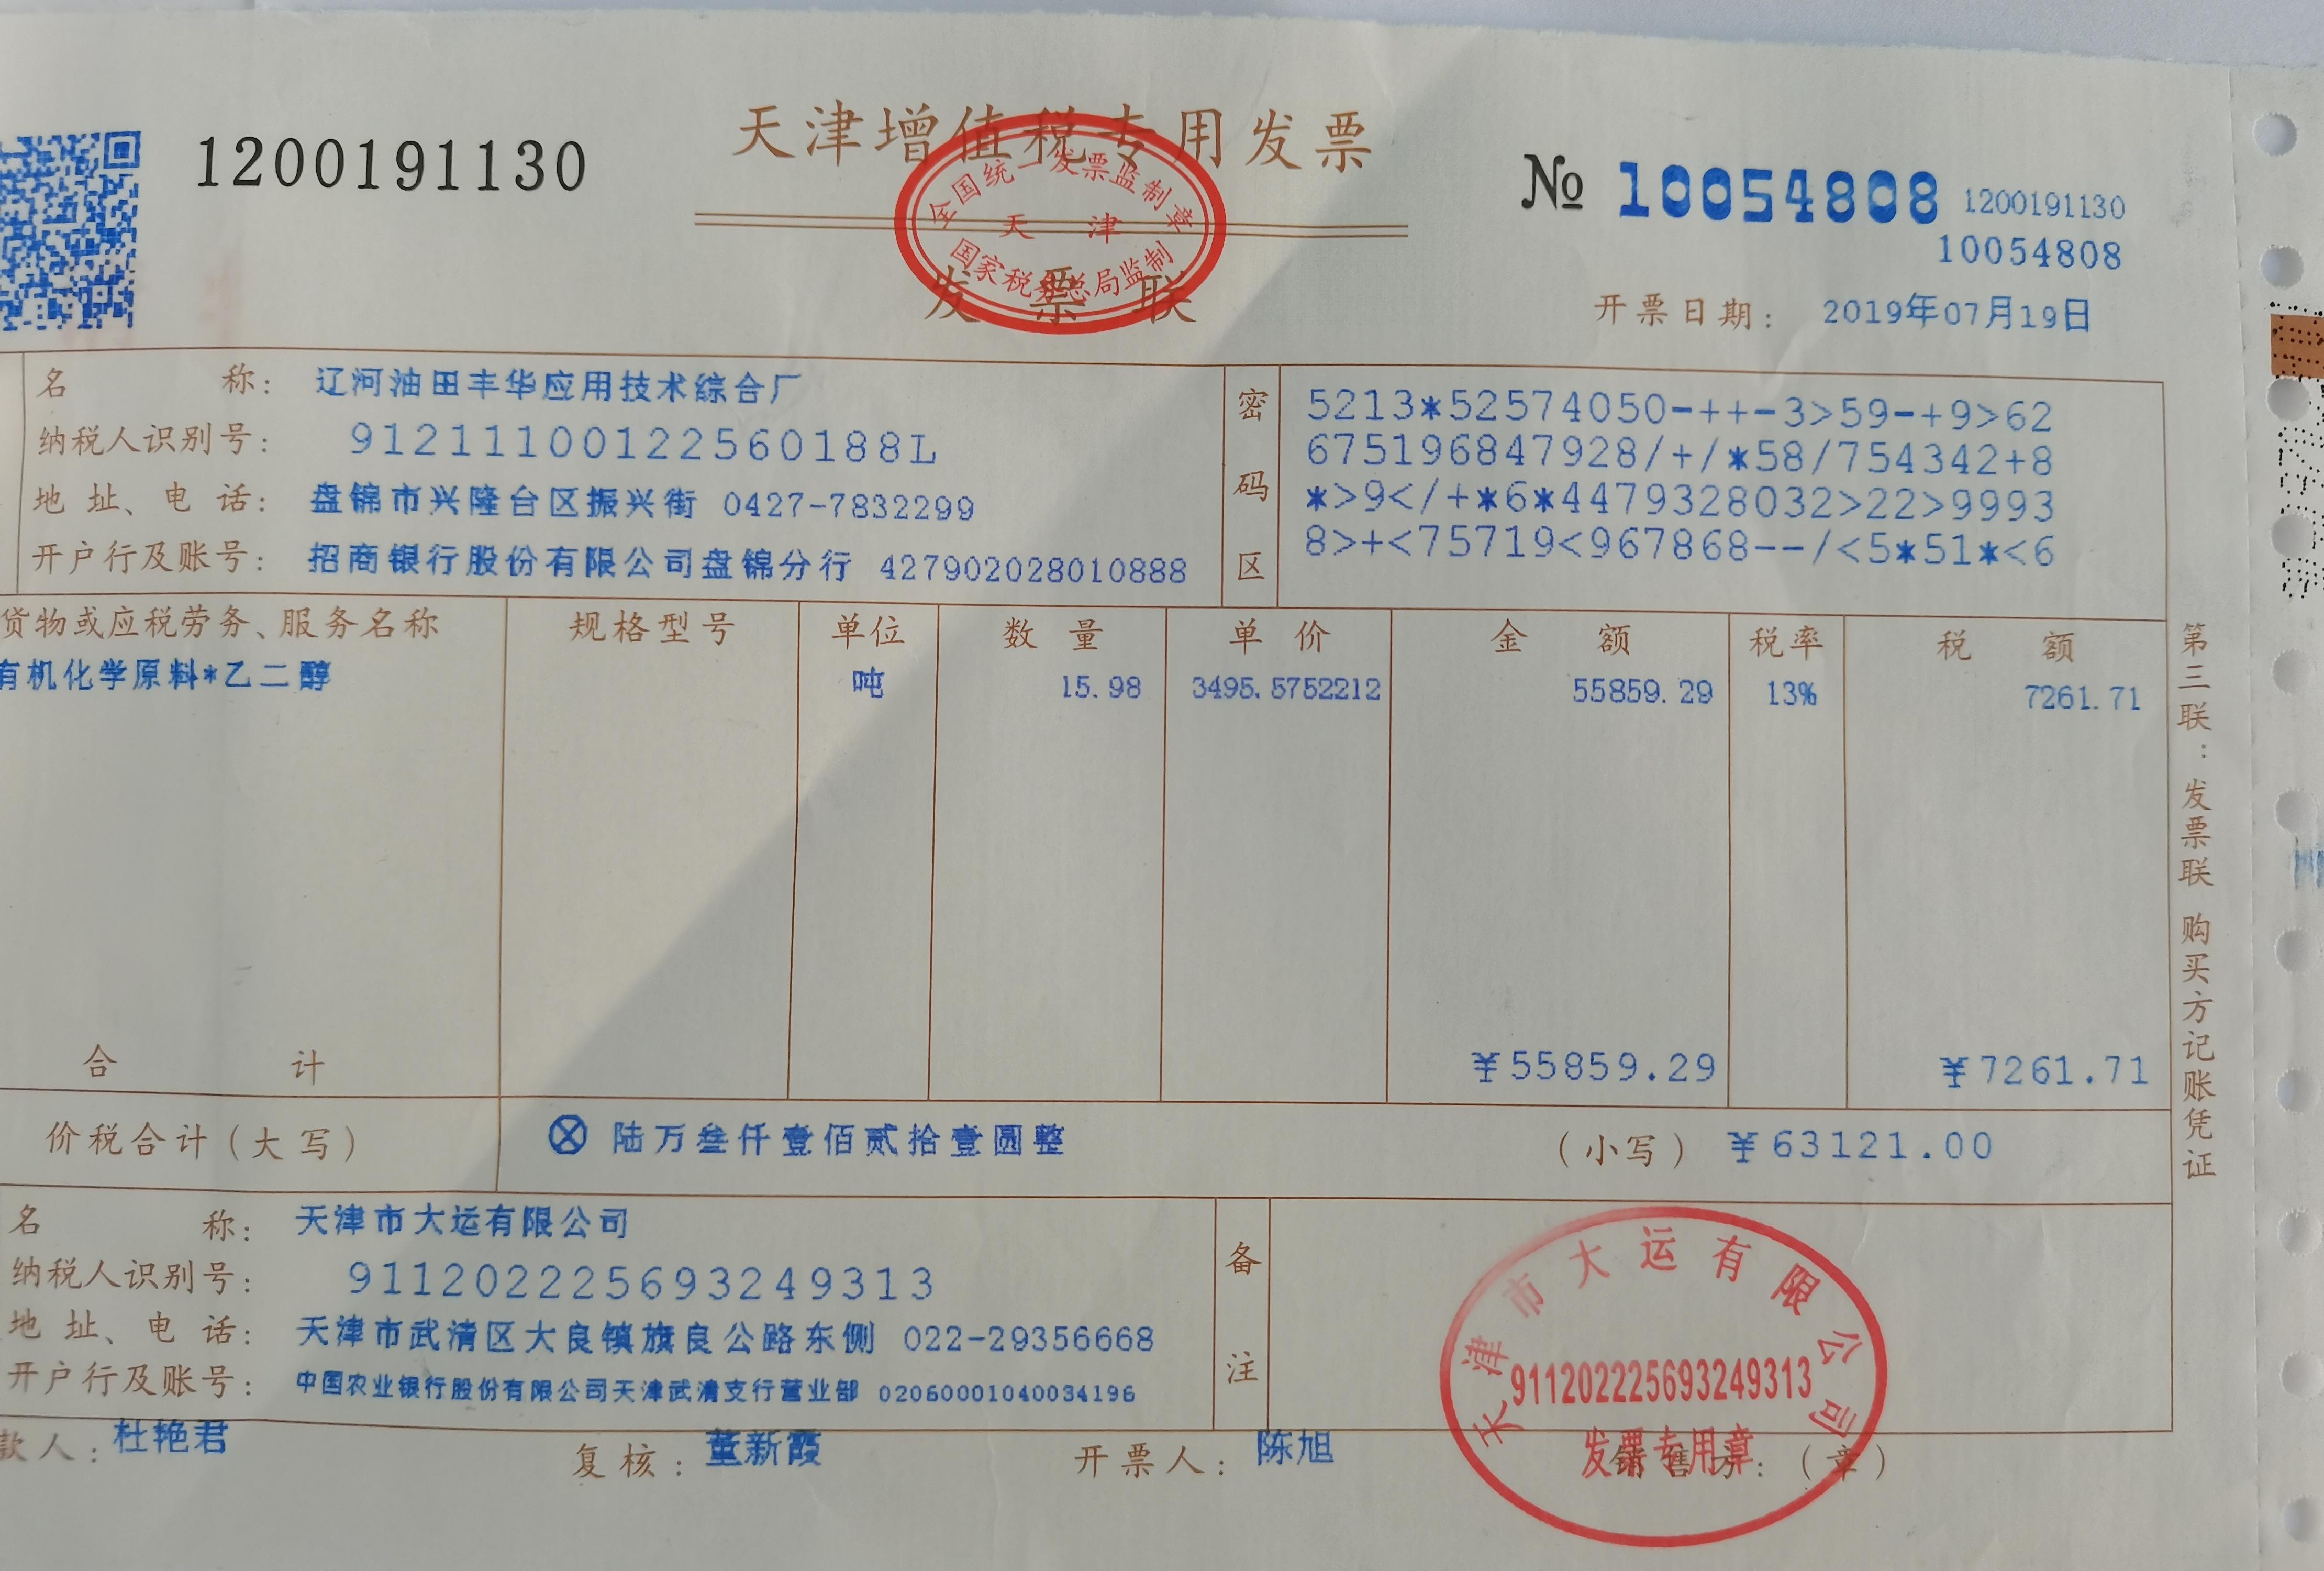 天津增值税专用发票
1200191130
全国统一发票监制章
天津
国家税务总局监制
发票联
№ 10054808 1200191130
10054808
开票日期： 2019年07月19日
名 称： 辽河油田丰华应用技术综合厂
纳税人识别号： 91211100122560188L
地址、电话： 盘锦市兴隆台区振兴街 0427-7832299
开户行及账号： 招商银行股份有限公司盘锦分行 427902028010888
密码区
5213*52574050-++-3>59-+9>62
675196847928/+/*58/754342+8
*>9</+*6*4479328032>22>9993
8>+<75719<967868--/<5*51*<6
货物或应税劳务、服务名称 规格型号 单位 数量 单价 金额 税率 税额
有机化学原料*乙二醇 吨 15.98 3495.5752212 55859.29 13% 7261.71
合计 ¥55859.29 ¥7261.71
价税合计（大写） ⊗ 陆万叁仟壹佰贰拾壹圆整 （小写） ¥63121.00
名 称： 天津市大运有限公司
纳税人识别号： 911202225693249313
地址、电话： 天津市武清区大良镇旗良公路东侧 022-29356668
开户行及账号： 中国农业银行股份有限公司天津武清支行营业部 02060001040034196
备注
天津市大运有限公司
911202225693249313
发票专用章
款人： 杜艳君 复核： 董新霞 开票人： 陈旭 销售方：（章）
第三联：发票联 购买方记账凭证